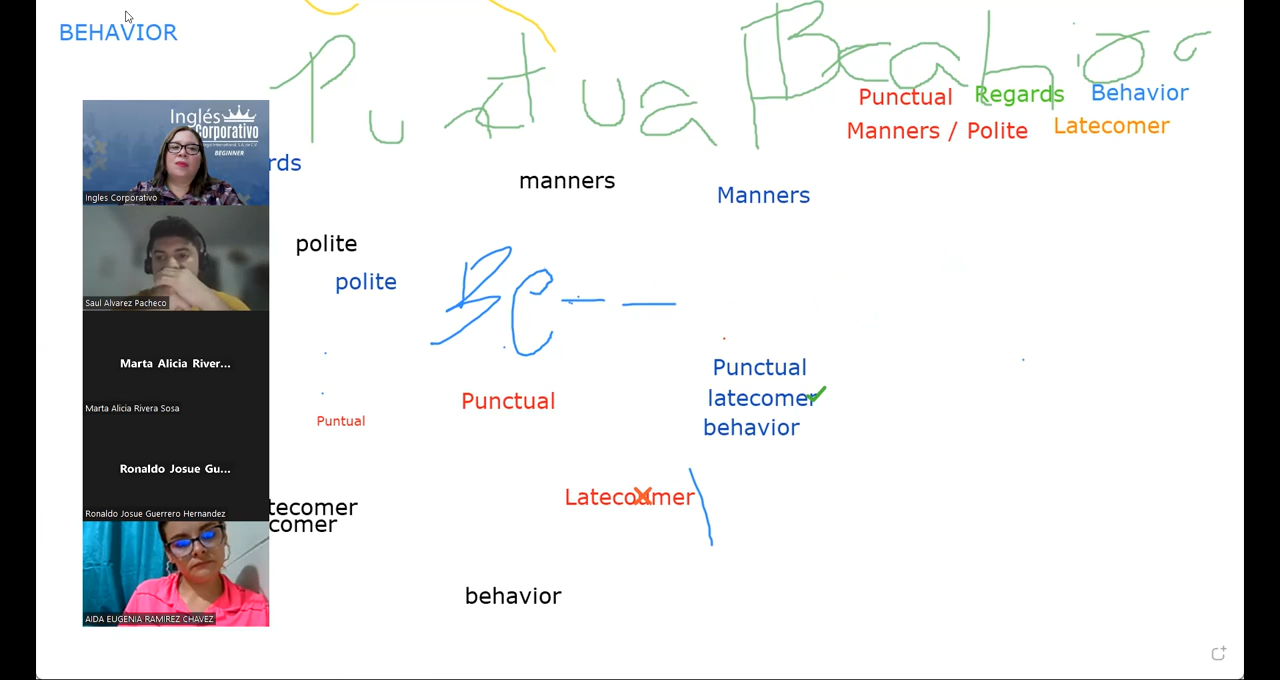 BEHAVIOR
Punctual Regards Behavior
Manners / Polite Latecomer
Inglés
Corporativo
BEGINNER
Ingles Corporativo
rds
manners
Manners
polite
polite
Saul Alvarez Pacheco
Be
Marta Alicia River...
Marta Alicia Rivera Sosa
Punctual
latecomer
behavior
Punctual
Puntual
Ronaldo Josue Gu...
Ronaldo Josue Guerrero Hernandez
tecomer
comer
Latecoamer
behavior
AIDA EUGENIA RAMIREZ CHAVEZ